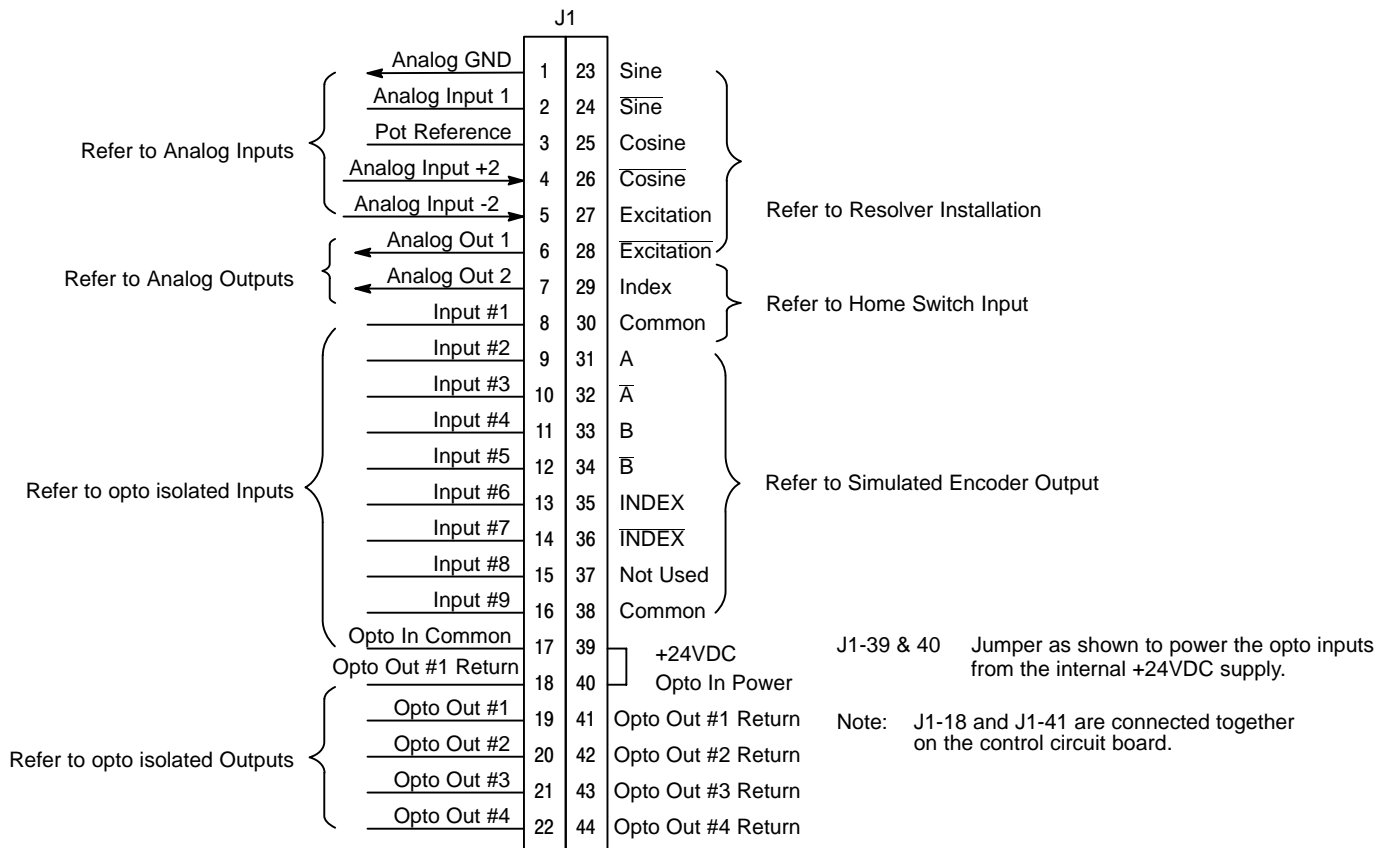 J1
Analog GND 1 23 Sine
Analog Input 1 2 24 S̅i̅n̅e̅
Pot Reference 3 25 Cosine
Analog Input +2 4 26 C̅o̅s̅i̅n̅e̅
Analog Input -2 5 27 Excitation
Analog Out 1 6 28 E̅x̅c̅i̅t̅a̅t̅i̅o̅n̅
Analog Out 2 7 29 Index
Input #1 8 30 Common
Input #2 9 31 A
Input #3 10 32 A̅
Input #4 11 33 B
Input #5 12 34 B̅
Input #6 13 35 INDEX
Input #7 14 36 I̅N̅D̅E̅X̅
Input #8 15 37 Not Used
Input #9 16 38 Common
Opto In Common 17 39 +24VDC
Opto Out #1 Return 18 40 Opto In Power
Opto Out #1 19 41 Opto Out #1 Return
Opto Out #2 20 42 Opto Out #2 Return
Opto Out #3 21 43 Opto Out #3 Return
Opto Out #4 22 44 Opto Out #4 Return
Refer to Analog Inputs
Refer to Analog Outputs
Refer to opto isolated Inputs
Refer to opto isolated Outputs
Refer to Resolver Installation
Refer to Home Switch Input
Refer to Simulated Encoder Output
J1-39 & 40 Jumper as shown to power the opto inputs
from the internal +24VDC supply.
Note: J1-18 and J1-41 are connected together
on the control circuit board.